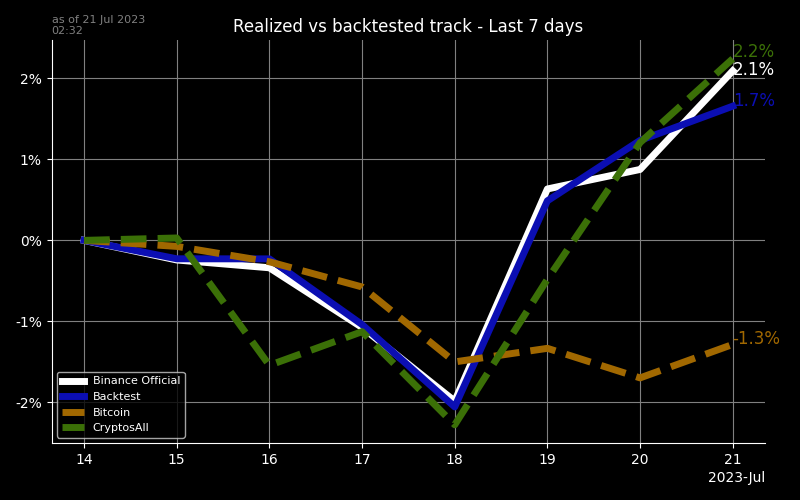 as of 21 Jul 2023
02:32
Realized vs backtested track - Last 7 days
2.2%
2.1%
1.7%
-1.3%
2%
1%
0%
-1%
-2%
Binance Official
Backtest
Bitcoin
CryptosAll
14 15 16 17 18 19 20 21
2023-Jul